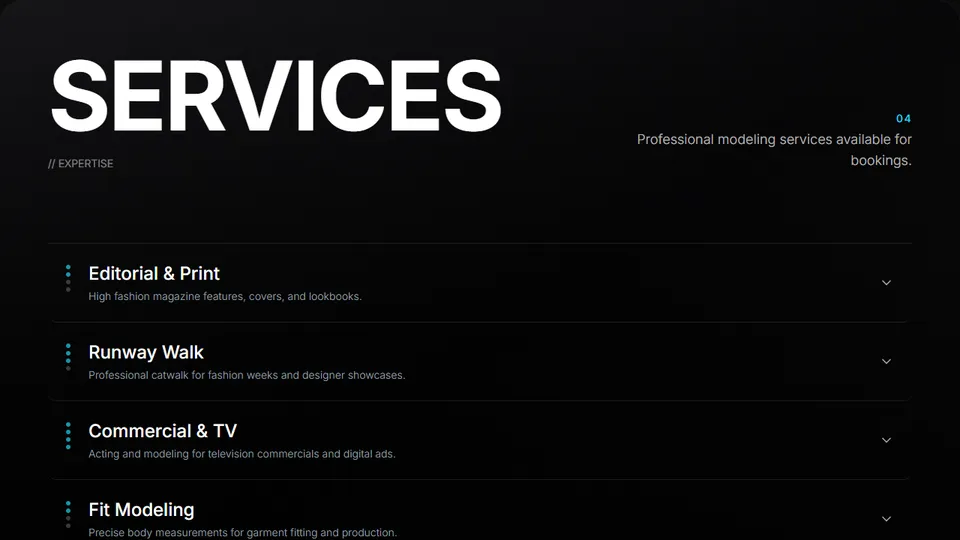 SERVICES
// EXPERTISE
04
Professional modeling services available for
bookings.
Editorial & Print
High fashion magazine features, covers, and lookbooks.
Runway Walk
Professional catwalk for fashion weeks and designer showcases.
Commercial & TV
Acting and modeling for television commercials and digital ads.
Fit Modeling
Precise body measurements for garment fitting and production.